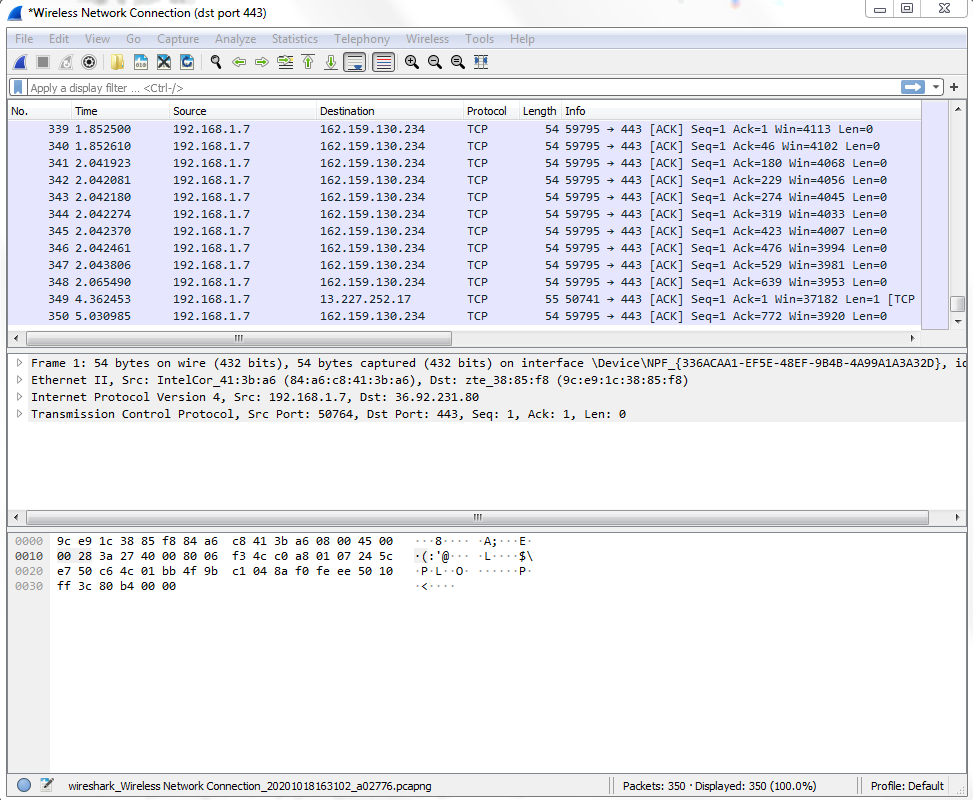 *Wireless Network Connection (dst port 443)
File Edit View Go Capture Analyze Statistics Telephony Wireless Tools Help
Apply a display filter ... <Ctrl-/>
No. Time Source Destination Protocol Length Info
339 1.852500 192.168.1.7 162.159.130.234 TCP 54 59795 → 443 [ACK] Seq=1 Ack=1 Win=4113 Len=0
340 1.852610 192.168.1.7 162.159.130.234 TCP 54 59795 → 443 [ACK] Seq=1 Ack=46 Win=4102 Len=0
341 2.041923 192.168.1.7 162.159.130.234 TCP 54 59795 → 443 [ACK] Seq=1 Ack=180 Win=4068 Len=0
342 2.042081 192.168.1.7 162.159.130.234 TCP 54 59795 → 443 [ACK] Seq=1 Ack=229 Win=4056 Len=0
343 2.042180 192.168.1.7 162.159.130.234 TCP 54 59795 → 443 [ACK] Seq=1 Ack=274 Win=4045 Len=0
344 2.042274 192.168.1.7 162.159.130.234 TCP 54 59795 → 443 [ACK] Seq=1 Ack=319 Win=4033 Len=0
345 2.042370 192.168.1.7 162.159.130.234 TCP 54 59795 → 443 [ACK] Seq=1 Ack=423 Win=4007 Len=0
346 2.042461 192.168.1.7 162.159.130.234 TCP 54 59795 → 443 [ACK] Seq=1 Ack=476 Win=3994 Len=0
347 2.043806 192.168.1.7 162.159.130.234 TCP 54 59795 → 443 [ACK] Seq=1 Ack=529 Win=3981 Len=0
348 2.065490 192.168.1.7 162.159.130.234 TCP 54 59795 → 443 [ACK] Seq=1 Ack=639 Win=3953 Len=0
349 4.362453 192.168.1.7 13.227.252.17 TCP 55 50741 → 443 [ACK] Seq=1 Ack=1 Win=37182 Len=1 [TCP
350 5.030985 192.168.1.7 162.159.130.234 TCP 54 59795 → 443 [ACK] Seq=1 Ack=772 Win=3920 Len=0
Frame 1: 54 bytes on wire (432 bits), 54 bytes captured (432 bits) on interface \Device\NPF_{336ACAA1-EF5E-48EF-9B4B-4A99A1A3A32D}, id
Ethernet II, Src: IntelCor_41:3b:a6 (84:a6:c8:41:3b:a6), Dst: zte_38:85:f8 (9c:e9:1c:38:85:f8)
Internet Protocol Version 4, Src: 192.168.1.7, Dst: 36.92.231.80
Transmission Control Protocol, Src Port: 50764, Dst Port: 443, Seq: 1, Ack: 1, Len: 0
0000 9c e9 1c 38 85 f8 84 a6 c8 41 3b a6 08 00 45 00 ···8···· ·A;···E·
0010 00 28 3a 27 40 00 80 06 f3 4c c0 a8 01 07 24 5c ·(:'@··· ·L····$\
0020 e7 50 c6 4c 01 bb 4f 9b c1 04 8a f0 fe ee 50 10 ·P·L··O· ······P·
0030 ff 3c 80 b4 00 00 ·<····
wireshark_Wireless Network Connection_20201018163102_a02776.pcapng Packets: 350 · Displayed: 350 (100.0%) Profile: Default